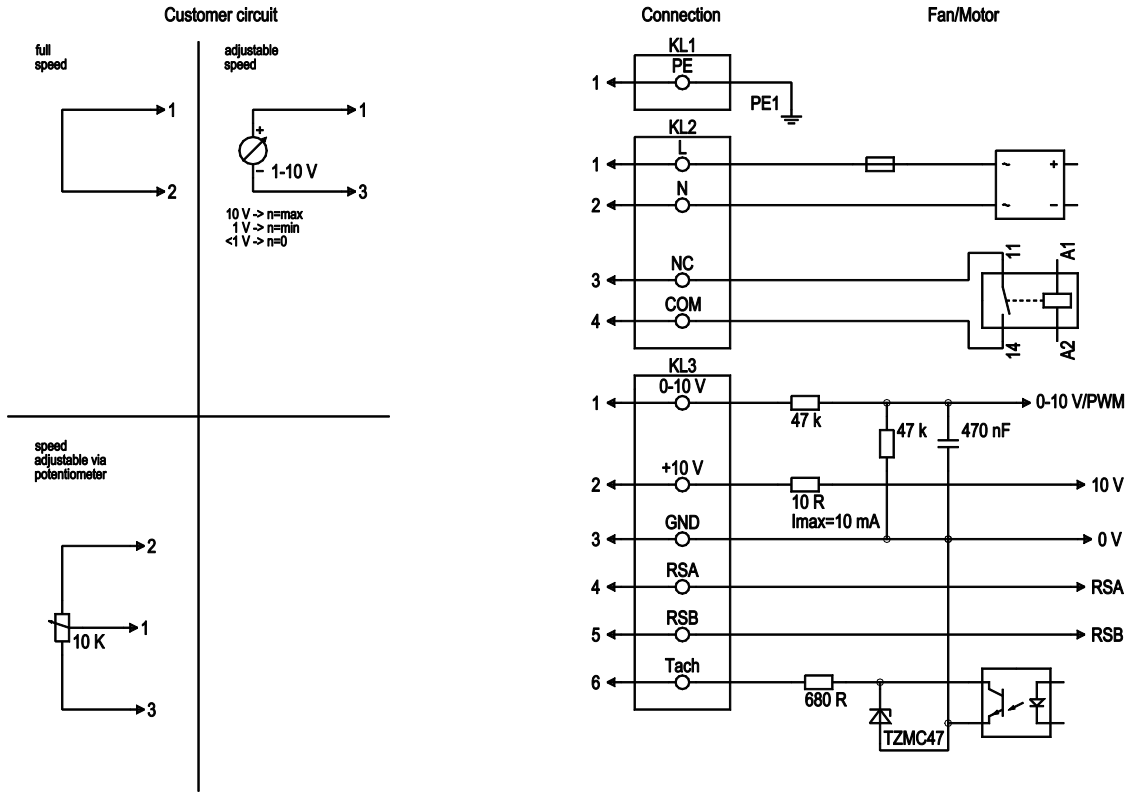 Customer circuit
full
speed
1
2
adjustable
speed
1
+
–
1-10 V
3
10 V -> n=max
1 V -> n=min
<1 V -> n=0
speed
adjustable via
potentiometer
2
1
10 K
3
Connection
Fan/Motor
KL1
PE
1
PE1
KL2
L
1
~ +
N
2
~ –
NC
3
11
A1
COM
4
14
A2
KL3
0-10 V
1
47 k
0-10 V/PWM
47 k
470 nF
+10 V
2
10 R
Imax=10 mA
10 V
GND
3
0 V
RSA
4
RSA
RSB
5
RSB
Tach
6
680 R
TZMC47